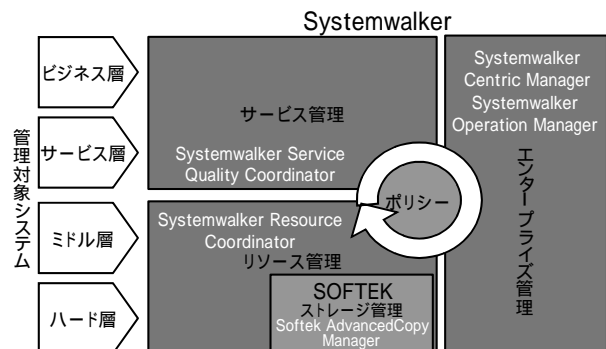 Systemwalker
管理対象システム
ビジネス層
サービス層
ミドル層
ハード層
サービス管理
Systemwalker Service
Quality Coordinator
Systemwalker Resource
Coordinator
リソース管理
SOFTEK
ストレージ管理
Softek AdvancedCopy
Manager
ポリシー
Systemwalker
Centric Manager
Systemwalker
Operation Manager
エンタープライズ管理